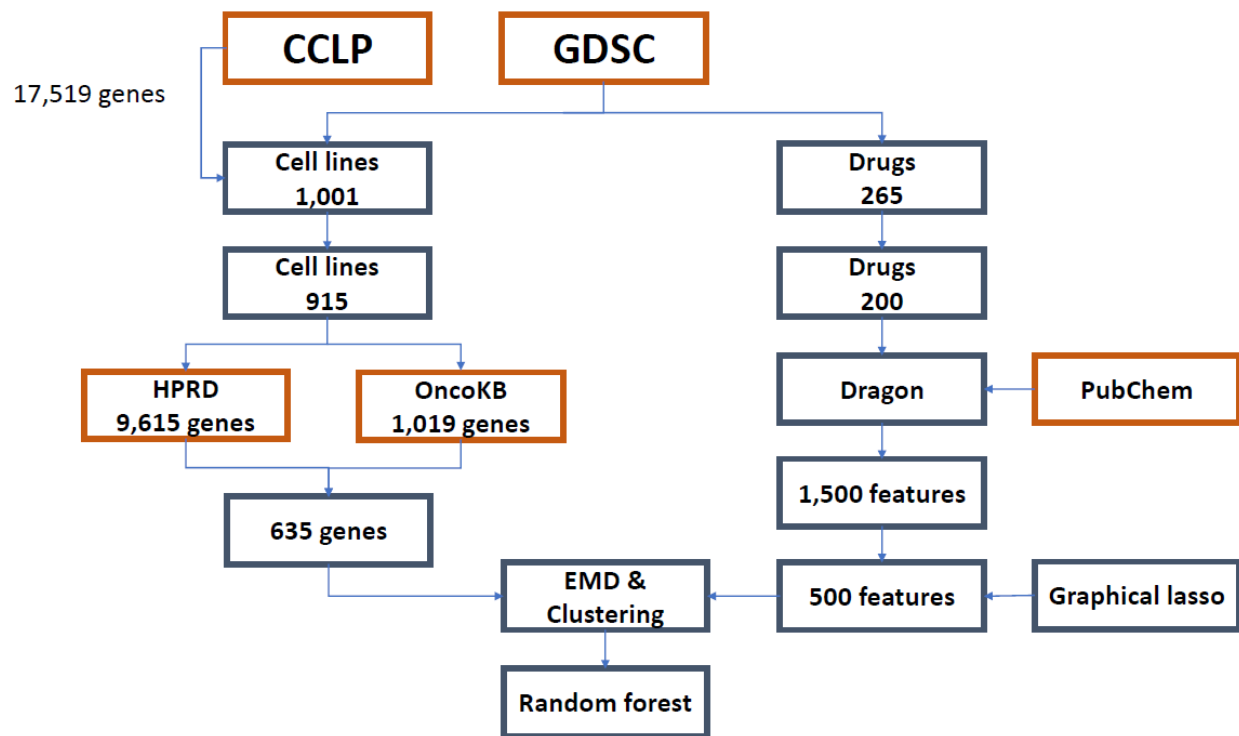 CCLP
GDSC
17,519 genes
Cell lines
1,001
Drugs
265
Cell lines
915
Drugs
200
HPRD
9,615 genes
OncoKB
1,019 genes
Dragon
PubChem
1,500 features
635 genes
EMD &
Clustering
500 features
Graphical lasso
Random forest